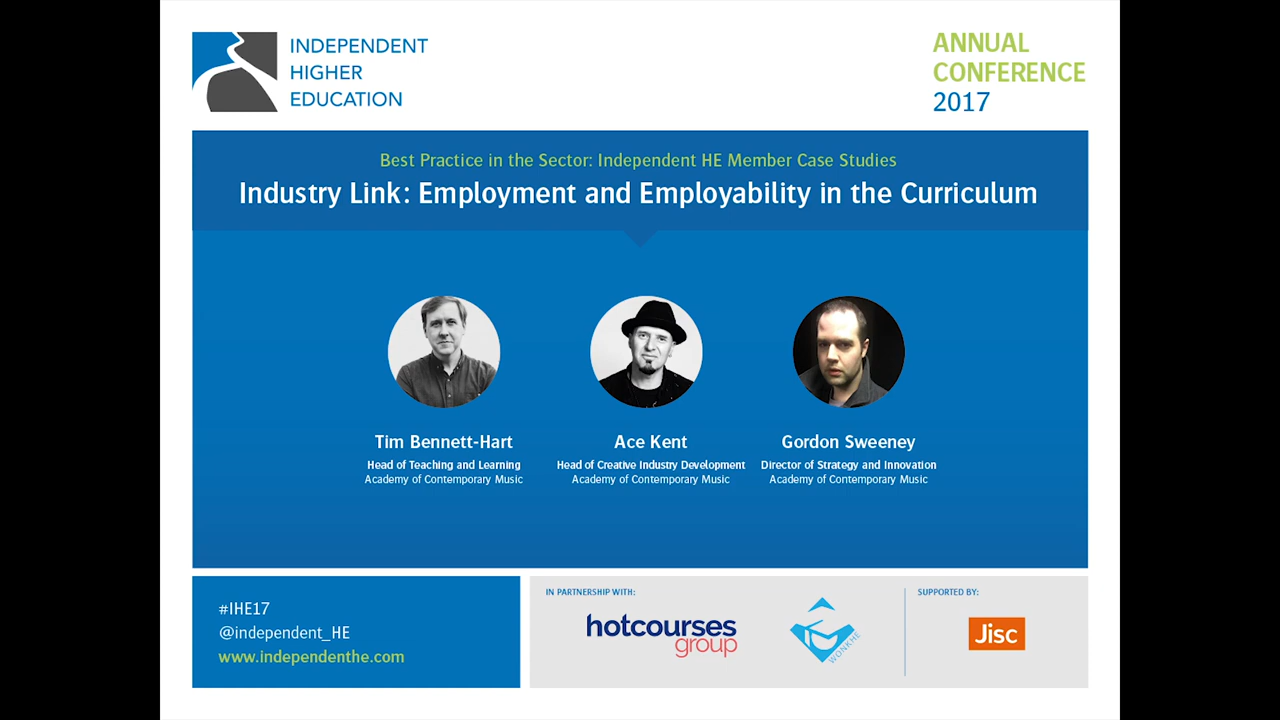 INDEPENDENT
HIGHER
EDUCATION
ANNUAL
CONFERENCE
2017
Best Practice in the Sector: Independent HE Member Case Studies
Industry Link: Employment and Employability in the Curriculum
Tim Bennett-Hart
Head of Teaching and Learning
Academy of Contemporary Music
Ace Kent
Head of Creative Industry Development
Academy of Contemporary Music
Gordon Sweeney
Director of Strategy and Innovation
Academy of Contemporary Music
#IHE17
@independent_HE
www.independenthe.com
IN PARTNERSHIP WITH:
hotcourses
group
WONKHE
SUPPORTED BY:
Jisc